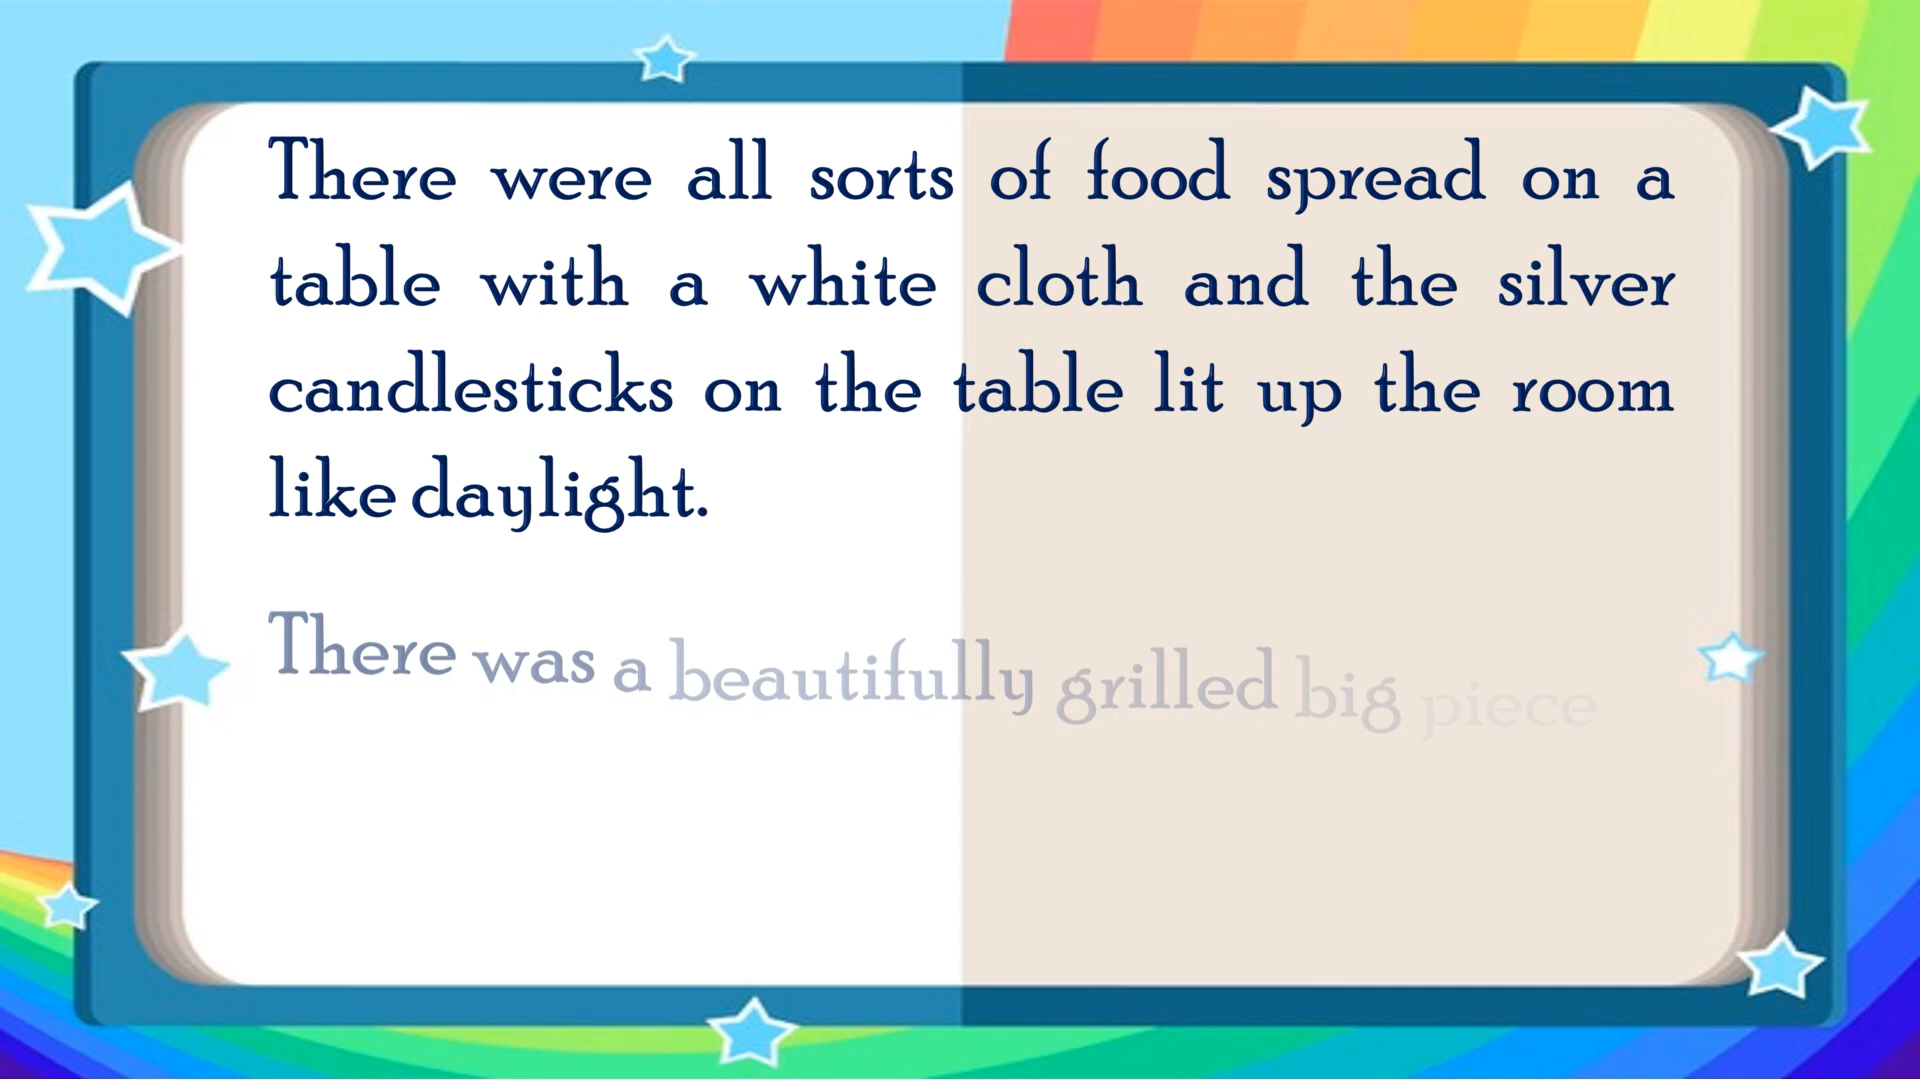 There were all sorts of food spread on a
table with a white cloth and the silver
candlesticks on the table lit up the room
like daylight.
There was a beautifully grilled big piece